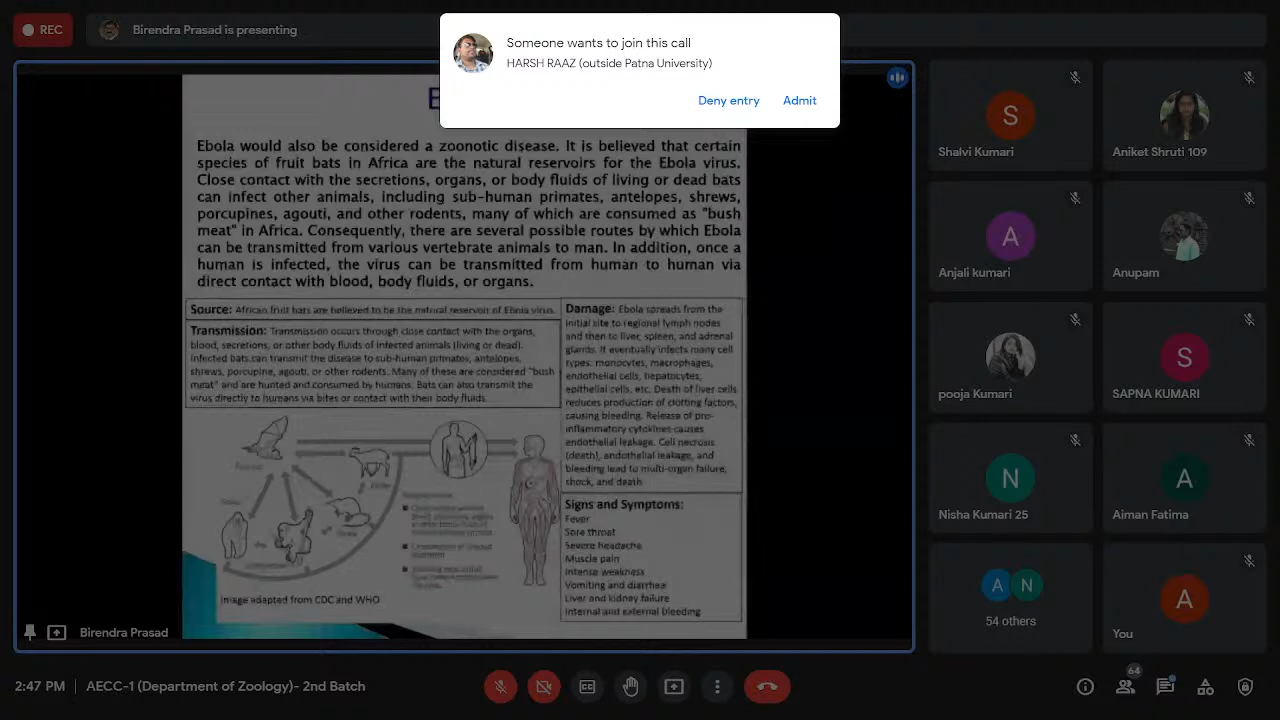 REC
Birendra Prasad is presenting
Someone wants to join this call
HARSH RAAZ (outside Patna University)
Deny entry
Admit
Ebola would also be considered a zoonotic disease. It is believed that certain
species of fruit bats in Africa are the natural reservoirs for the Ebola virus.
Close contact with the secretions, organs, or body fluids of living or dead bats
can infect other animals, including sub-human primates, antelopes, shrews,
porcupines, agouti, and other rodents, many of which are consumed as "bush
meat" in Africa. Consequently, there are several possible routes by which Ebola
can be transmitted from various vertebrate animals to man. In addition, once a
human is infected, the virus can be transmitted from human to human via
direct contact with blood, body fluids, or organs.
Source: African fruit bats are believed to be the natural reservoir of Ebola virus.
Transmission: Transmission occurs through close contact with the organs,
blood, secretions, or other body fluids of infected animals (living or dead).
Infected bats can transmit the disease to sub-human primates, antelopes,
shrews, porcupine, agouti, or other rodents. Many of these are considered "bush
meat" and are hunted and consumed by humans. Bats can also transmit the
virus directly to humans via bites or contact with their body fluids.
Damage: Ebola spreads from the
initial site to regional lymph nodes
and then to liver, spleen, and adrenal
glands. It eventually infects many cell
types: monocytes, macrophages,
endothelial cells, hepatocytes,
epithelial cells, etc. Death of liver cells
reduces production of clotting factors,
causing bleeding. Release of pro-
inflammatory cytokines causes
endothelial leakage. Cell necrosis
(death), endothelial leakage, and
bleeding lead to multi-organ failure,
shock, and death
Signs and Symptoms:
Fever
Sore throat
Severe headache
Muscle pain
Intense weakness
Vomiting and diarrhea
Liver and kidney failure
Internal and external bleeding
Image adapted from CDC and WHO
Birendra Prasad
S
Shalvi Kumari
Aniket Shruti 109
A
Anjali kumari
Anupam
pooja Kumari
S
SAPNA KUMARI
N
Nisha Kumari 25
A
Aiman Fatima
A N
54 others
A
You
2:47 PM | AECC-1 (Department of Zoology)- 2nd Batch
CC
64